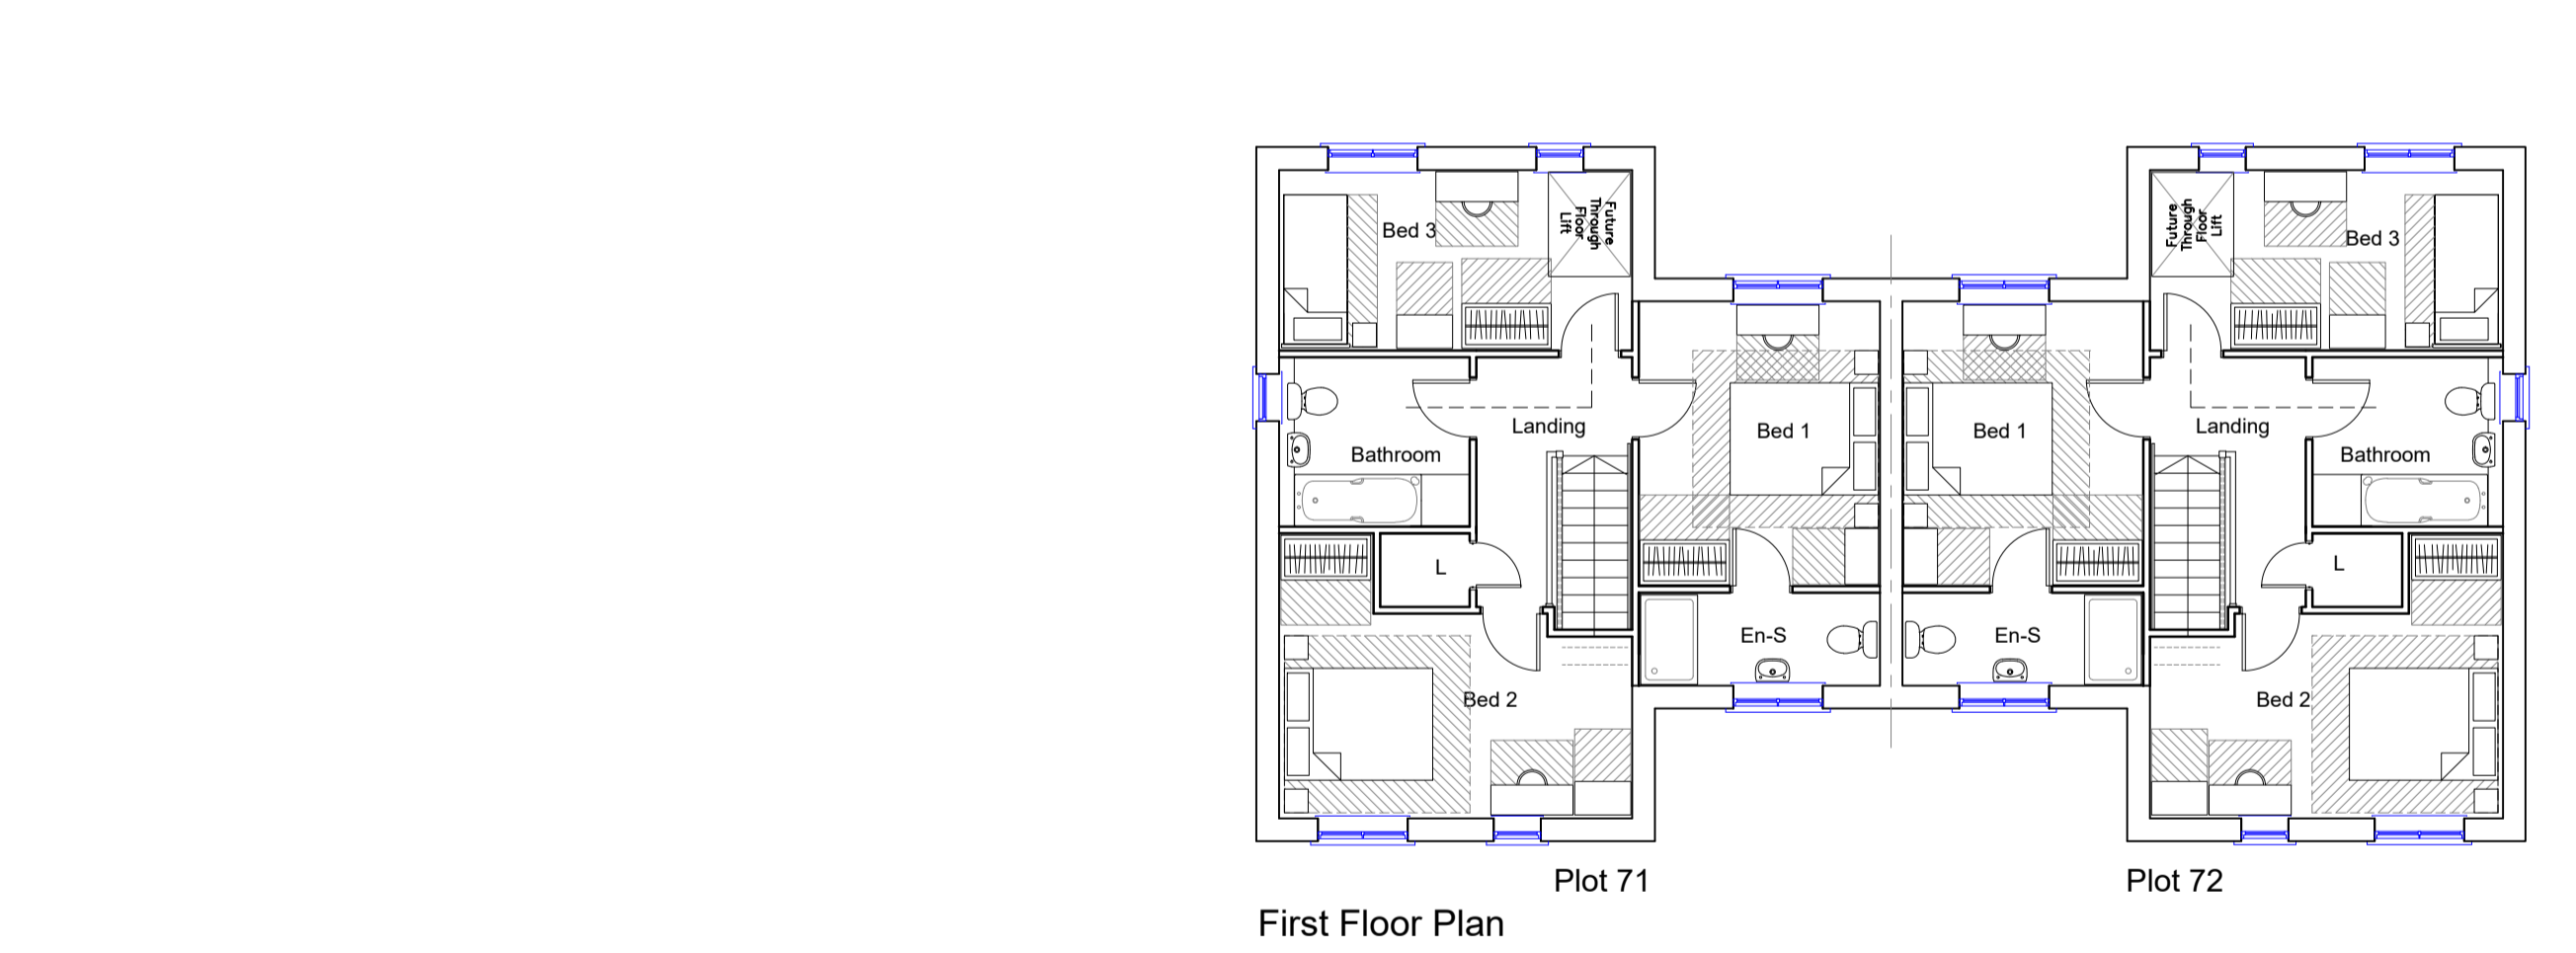 Bed 3
Future
Through
Floor
Lift
Future
Through
Floor
Lift
Bed 3
Landing
Bed 1
Bed 1
Landing
Bathroom
Bathroom
L
L
En-S
En-S
Bed 2
Bed 2
Plot 71
Plot 72
First Floor Plan